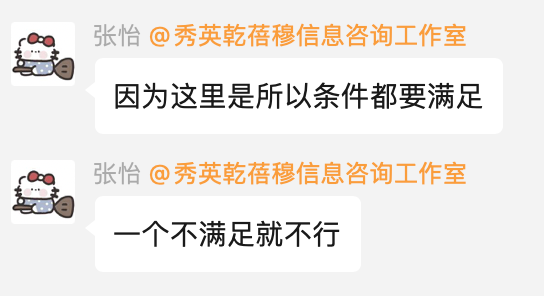 张怡 @秀英乾蓓穆信息咨询工作室
因为这里是所以条件都要满足
张怡 @秀英乾蓓穆信息咨询工作室
一个不满足就不行